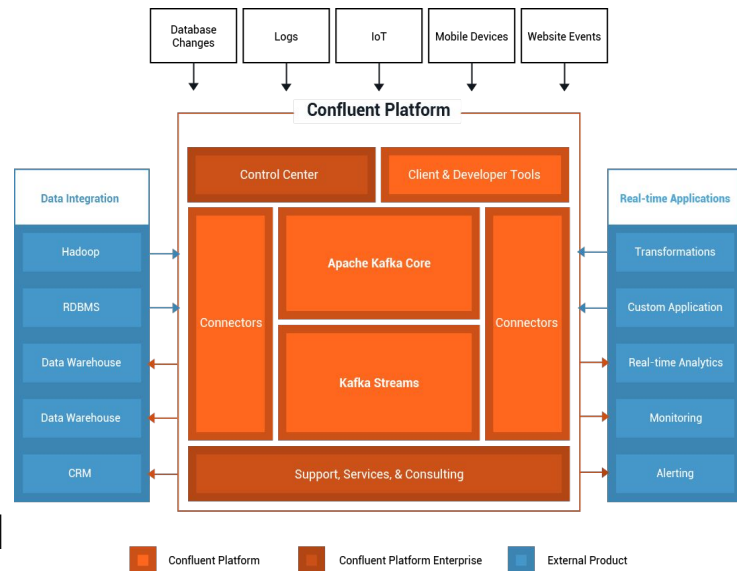 Database
Changes
Logs
IoT
Mobile Devices
Website Events
Confluent Platform
Control Center
Client & Developer Tools
Data Integration
Hadoop
RDBMS
Data Warehouse
Data Warehouse
CRM
Connectors
Apache Kafka Core
Kafka Streams
Connectors
Support, Services, & Consulting
Real-time Applications
Transformations
Custom Application
Real-time Analytics
Monitoring
Alerting
Confluent Platform
Confluent Platform Enterprise
External Product